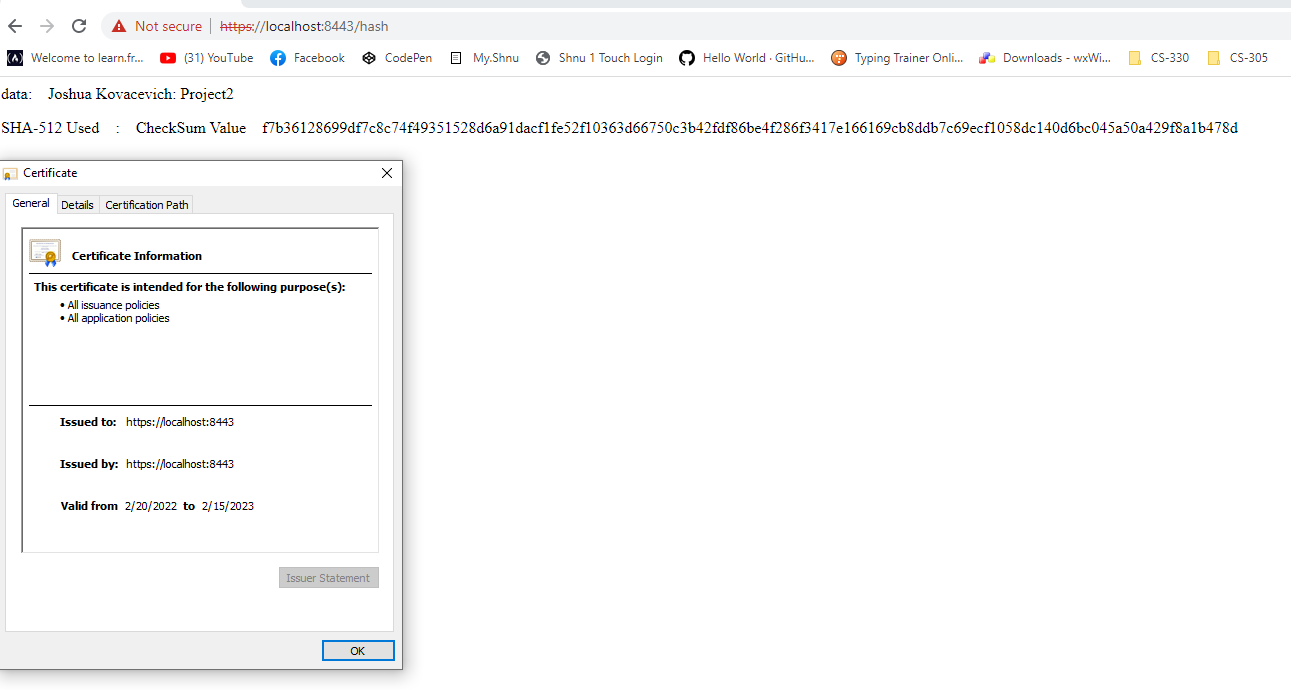 Not secure | https://localhost:8443/hash
Welcome to learn.fr... (31) YouTube Facebook CodePen My.Shnu Shnu 1 Touch Login Hello World · GitHu... Typing Trainer Onli... Downloads - wxWi... CS-330 CS-305
data: Joshua Kovacevich: Project2
SHA-512 Used : CheckSum Value f7b36128699df7c8c74f49351528d6a91dacf1fe52f10363d66750c3b42fdf86be4f286f3417e166169cb8ddb7c69ecf1058dc140d6bc045a50a429f8a1b478d
Certificate
General Details Certification Path
Certificate Information
This certificate is intended for the following purpose(s):
• All issuance policies
• All application policies
Issued to: https://localhost:8443
Issued by: https://localhost:8443
Valid from 2/20/2022 to 2/15/2023
Issuer Statement
OK